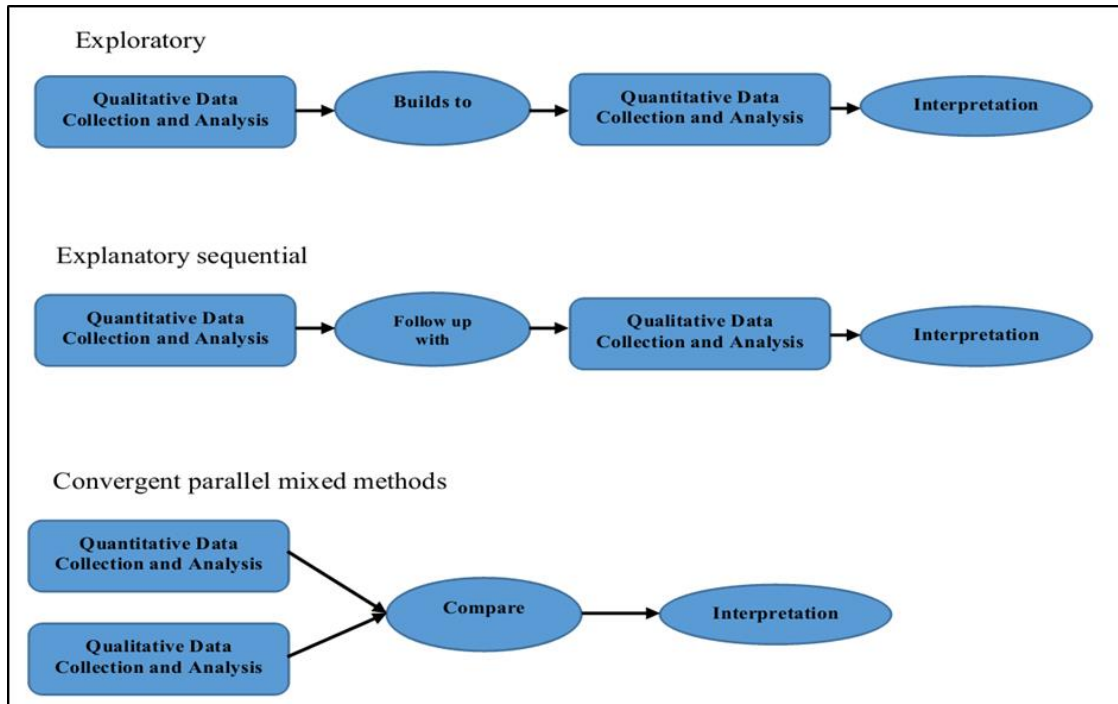 Exploratory
Qualitative Data
Collection and Analysis
Builds to
Quantitative Data
Collection and Analysis
Interpretation
Explanatory sequential
Quantitative Data
Collection and Analysis
Follow up
with
Qualitative Data
Collection and Analysis
Interpretation
Convergent parallel mixed methods
Quantitative Data
Collection and Analysis
Qualitative Data
Collection and Analysis
Compare
Interpretation